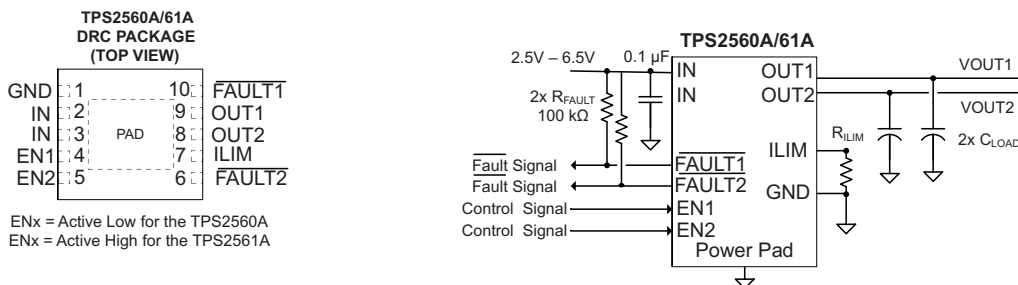 TPS2560A/61A
DRC PACKAGE
(TOP VIEW)
GND 1
IN 2
IN 3
EN1 4
EN2 5
PAD
10 FAULT1
9 OUT1
8 OUT2
7 ILIM
6 FAULT2
ENx = Active Low for the TPS2560A
ENx = Active High for the TPS2561A
TPS2560A/61A
2.5V – 6.5V
0.1 µF
2x RFAULT
100 kΩ
IN
IN
OUT1
OUT2
VOUT1
VOUT2
RILIM
2x CLOAD
ILIM
GND
Fault Signal
Fault Signal
Control Signal
Control Signal
FAULT1
FAULT2
EN1
EN2
Power Pad